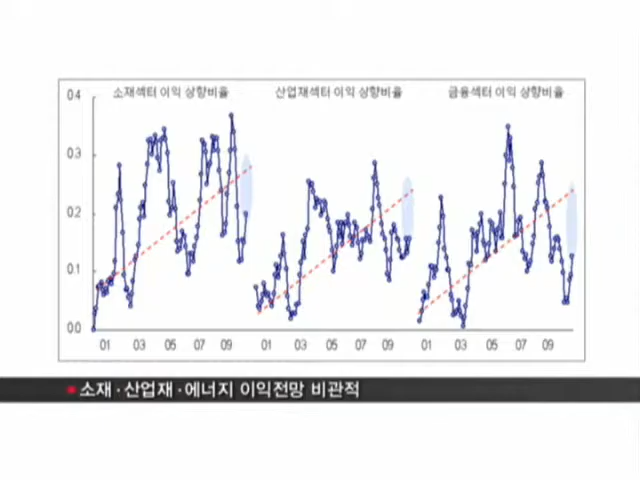 소재섹터 이익 상향비율 산업재섹터 이익 상향비율 금융섹터 이익 상향비율
0.4
0.3
0.2
0.1
0.0
01 03 05 07 09 01 03 05 07 09 01 03 05 07 09
소재·산업재·에너지 이익전망 비관적